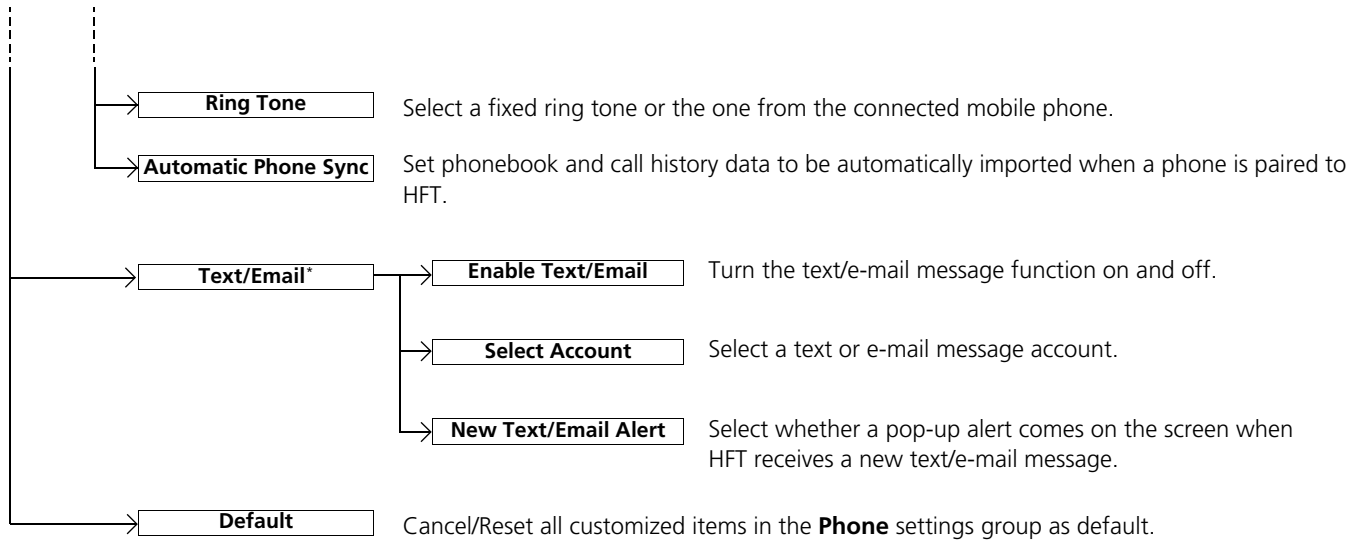 Ring Tone Select a fixed ring tone or the one from the connected mobile phone.
Automatic Phone Sync Set phonebook and call history data to be automatically imported when a phone is paired to
HFT.
Text/Email* Enable Text/Email Turn the text/e-mail message function on and off.
Select Account Select a text or e-mail message account.
New Text/Email Alert Select whether a pop-up alert comes on the screen when
HFT receives a new text/e-mail message.
Default Cancel/Reset all customized items in the Phone settings group as default.